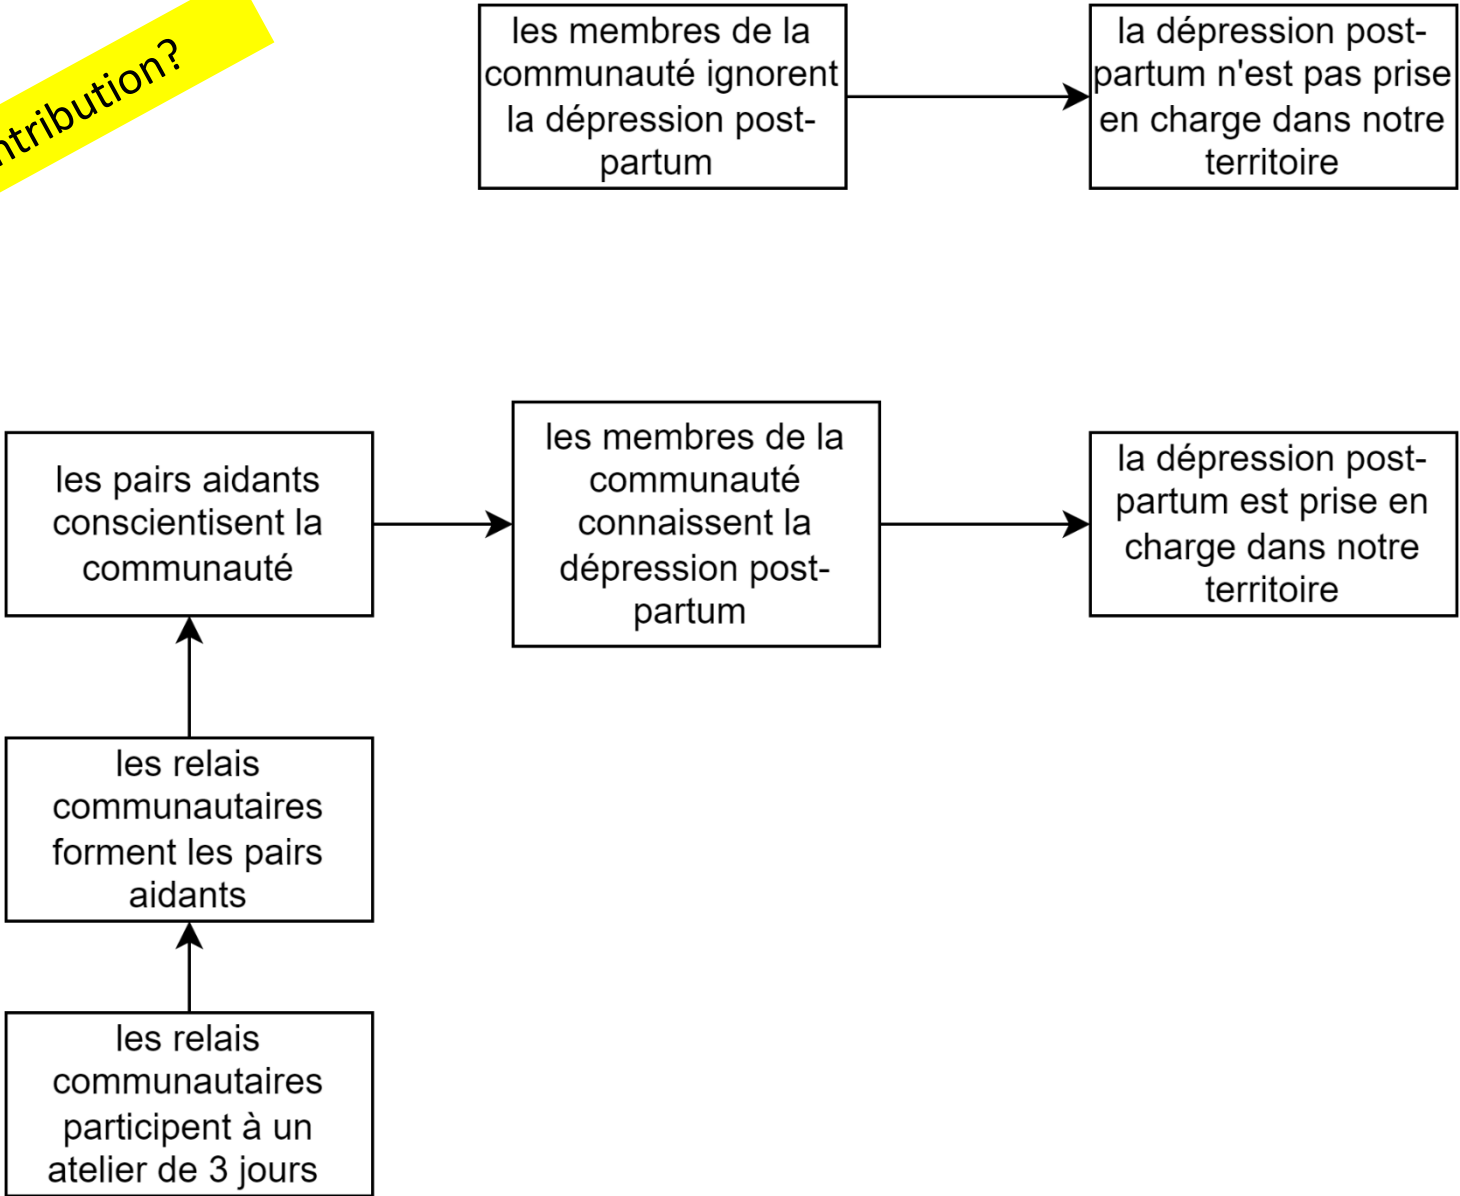 les membres de la
communauté ignorent
la dépression post-
partum
la dépression post-
partum n'est pas prise
en charge dans notre
territoire
les pairs aidants
conscientisent la
communauté
les membres de la
communauté
connaissent la
dépression post-
partum
la dépression post-
partum est prise en
charge dans notre
territoire
les relais
communautaires
forment les pairs
aidants
les relais
communautaires
participent à un
atelier de 3 jours